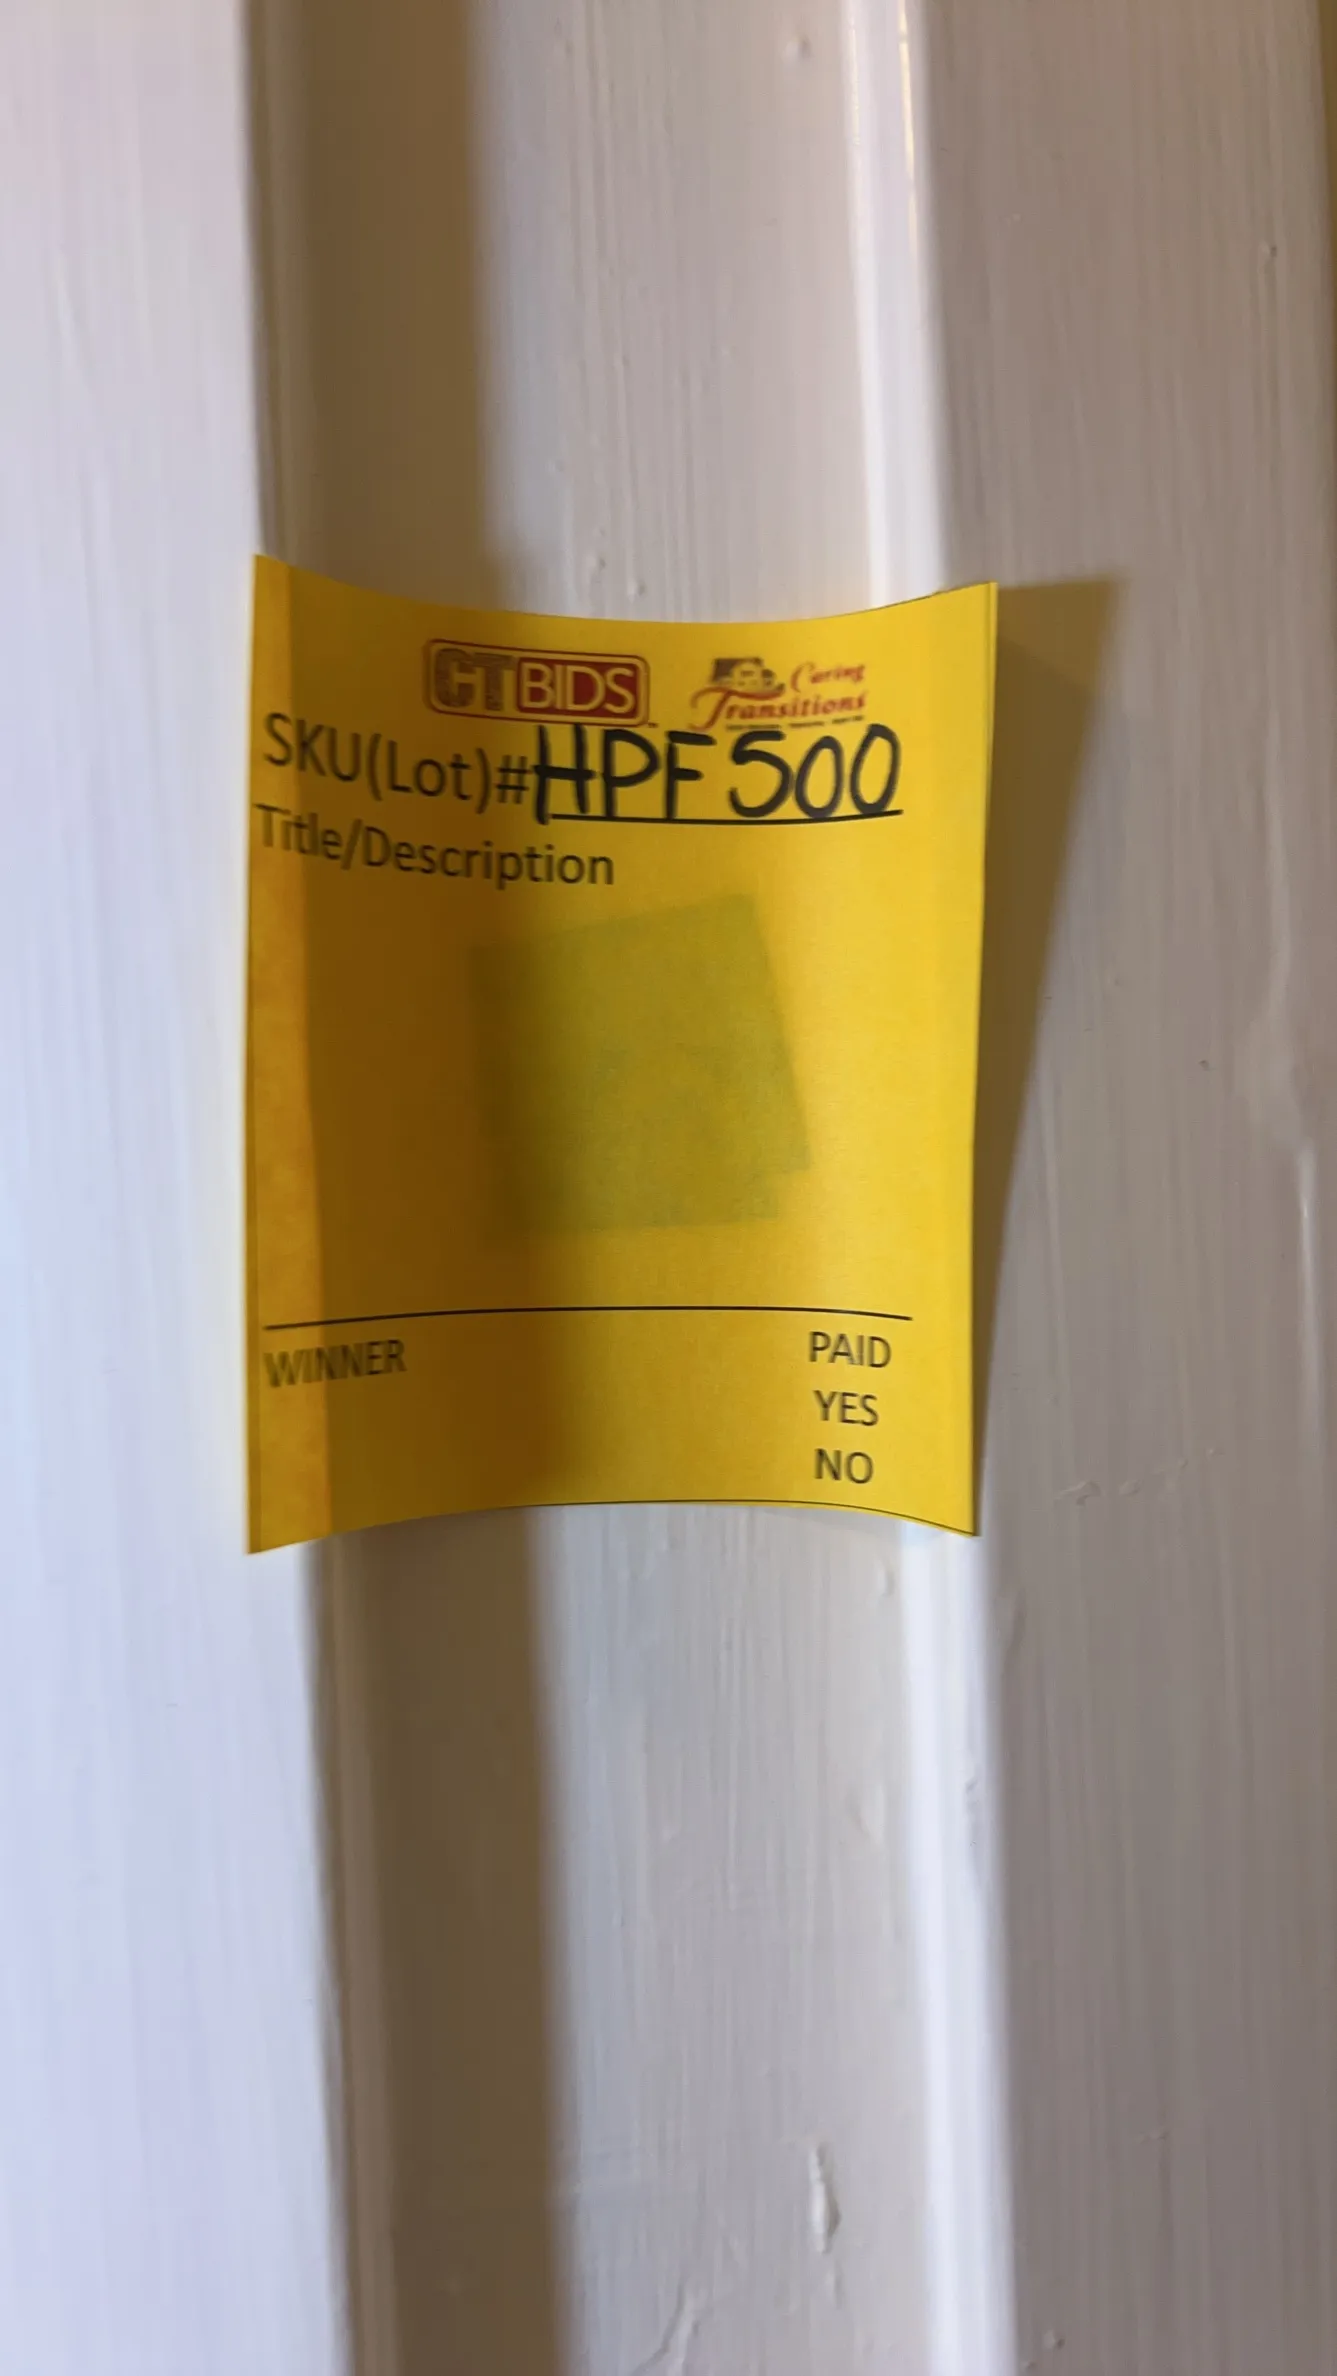 CTBIDS
Caring
Transitions
SKU(Lot)#HPF500
Title/Description
WINNER
PAID
YES
NO